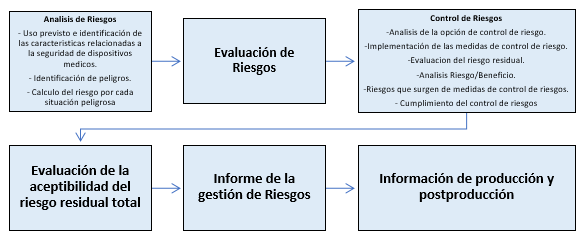 Analisis de Riesgos
- Uso previsto e identificación de
las caracteristicas relacionadas a
la seguridad de dispositivos
medicos.
- Identificación de peligros.
- Calculo del riesgo por cada
situación peligrosa
Evaluación de
Riesgos
Control de Riesgos
-Analisis de la opción de control de riesgo.
-Implementación de las medidas de control de riesgo.
-Evaluacion del riesgo residual.
-Analisis Riesgo/Beneficio.
-Riesgos que surgen de medidas de control de riesgos.
- Cumplimiento del control de riesgos
Evaluación de la
aceptibilidad del
riesgo residual total
Informe de la
gestión de Riesgos
Información de producción y
postproducción